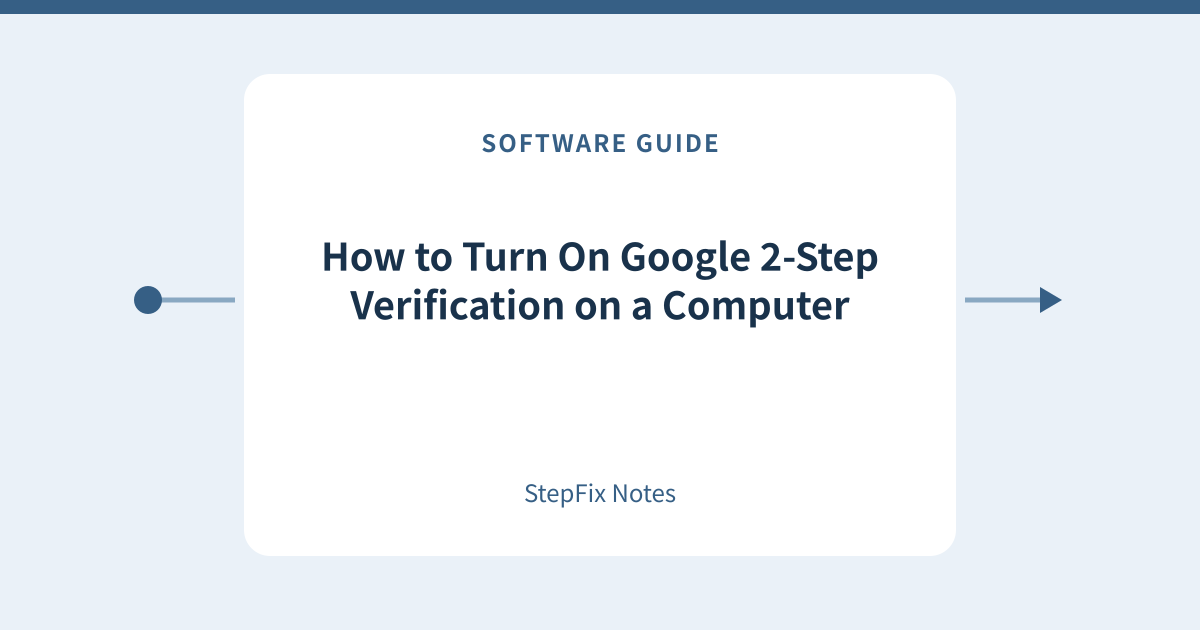 SOFTWARE GUIDE
How to Turn On Google 2-Step
Verification on a Computer
StepFix Notes